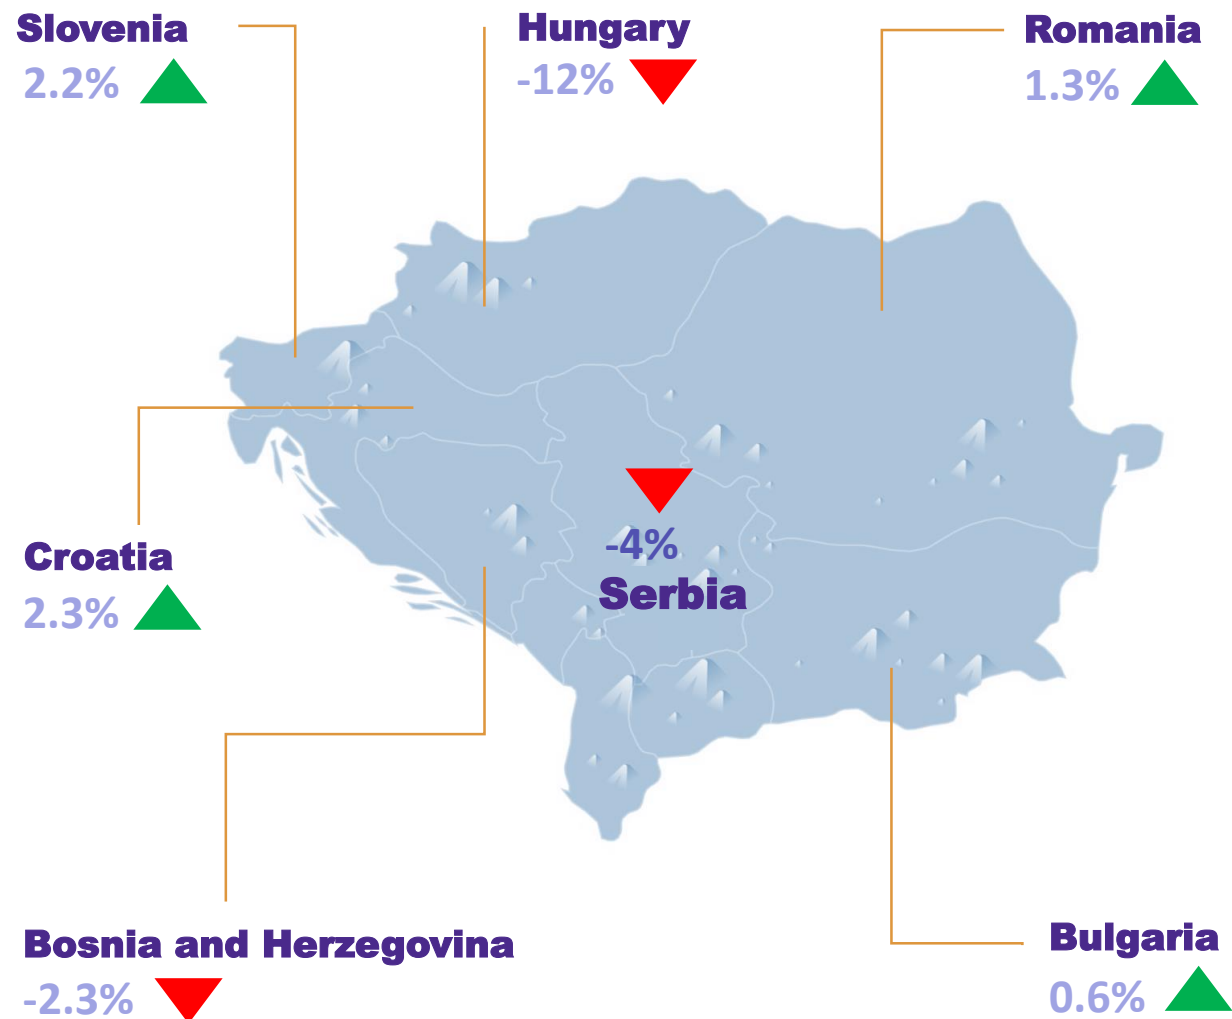 Slovenia
2.2%
Hungary
-12%
Romania
1.3%
-4%
Serbia
Croatia
2.3%
Bosnia and Herzegovina
-2.3%
Bulgaria
0.6%